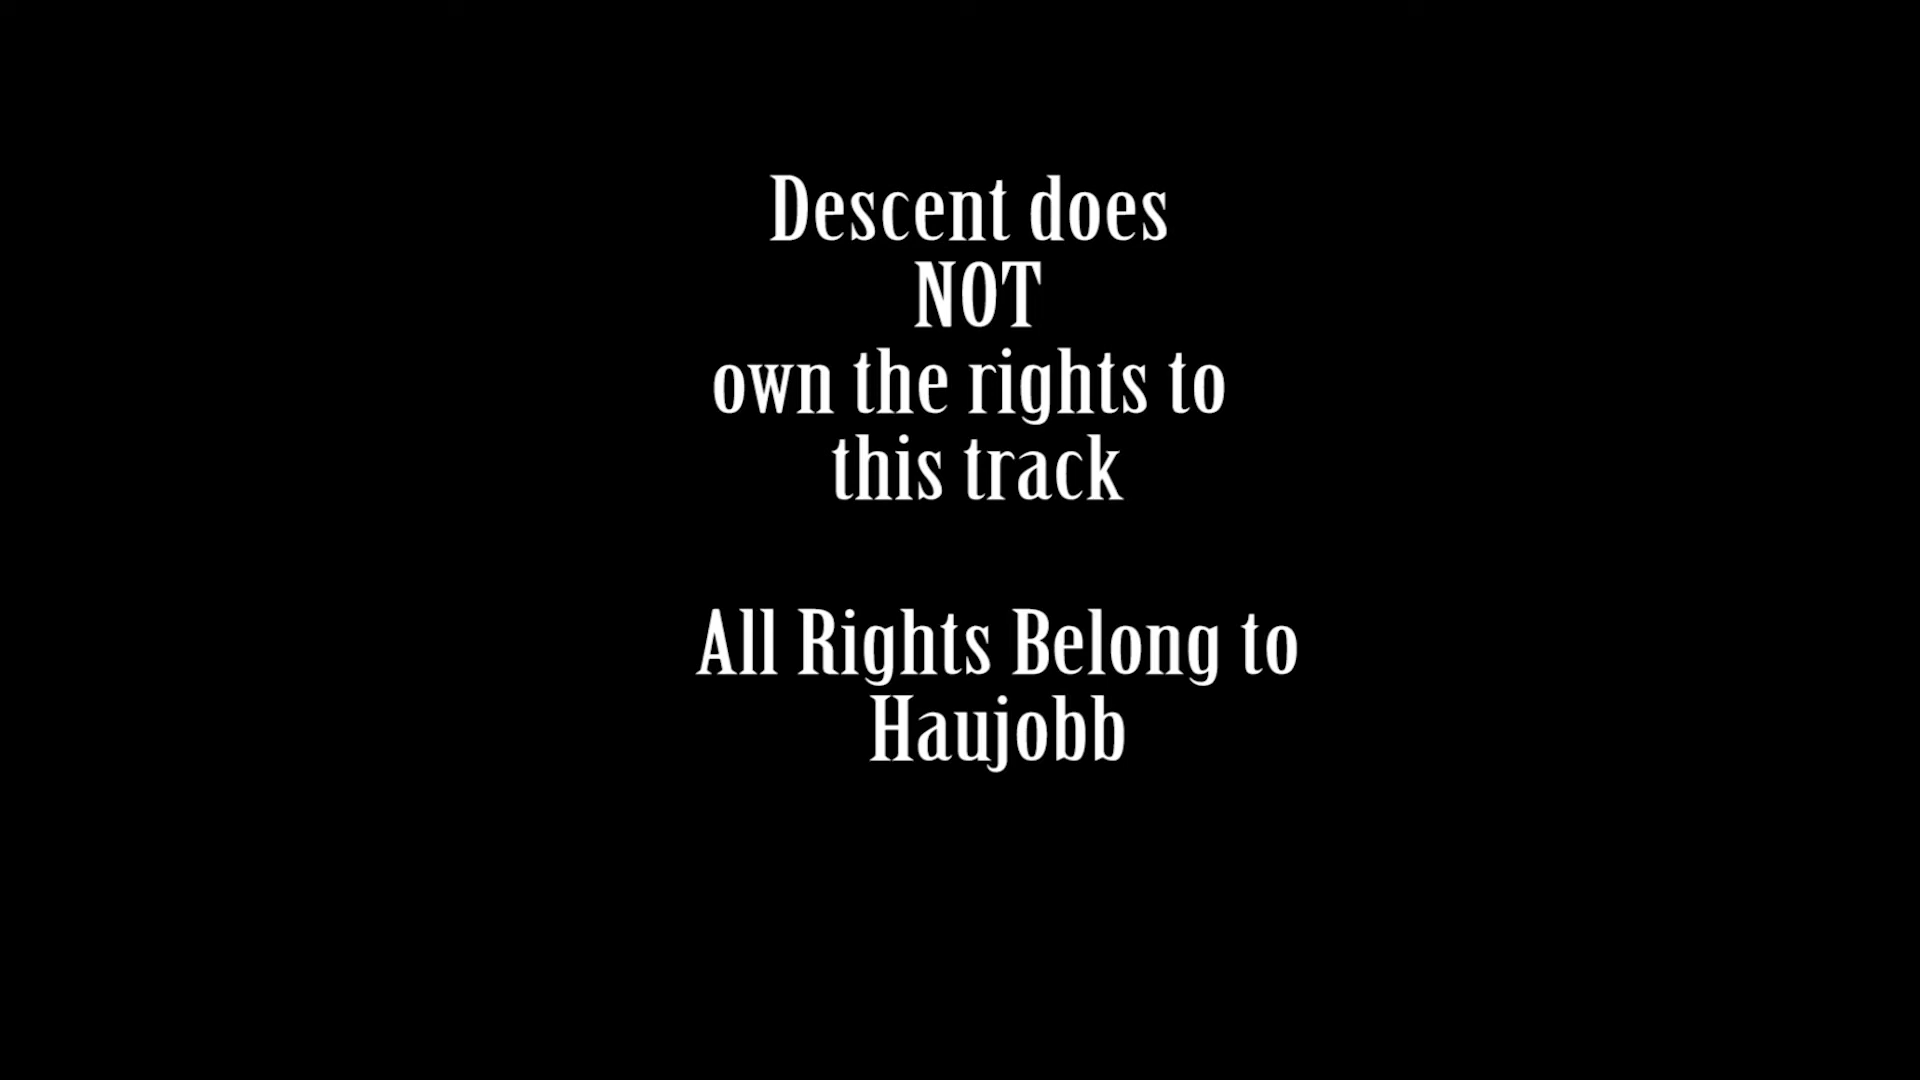 Descent does
NOT
own the rights to
this track
All Rights Belong to
Haujobb